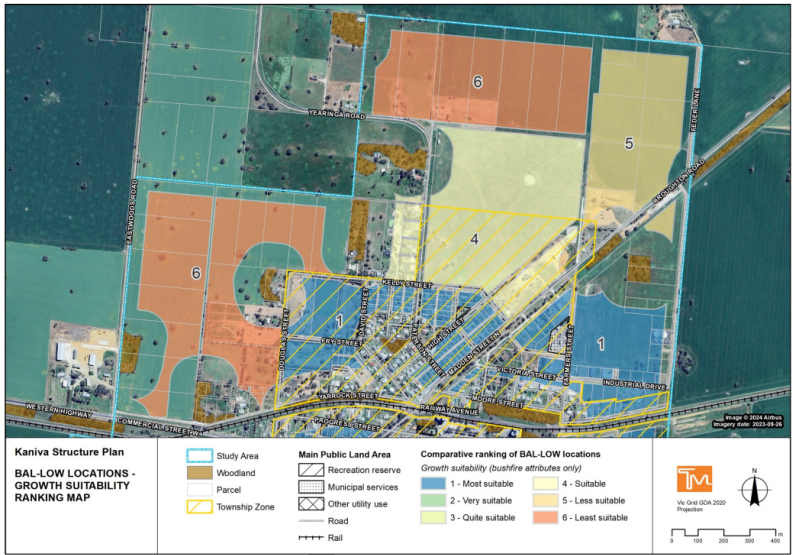 6
YEARINGA ROAD
FEDER LANE
5
BROUGHTON ROAD
EASTWOODS ROAD
4
6
KELLY STREET
DOUGLAS STREET
1
DAVID STREET
FRY STREET
HIGH STREET
MADDEN STREET N
FARMERS STREET
1
VICTORIA STREET
INDUSTRIAL DRIVE
YARROCK STREET
MOORE STREET
RAILWAY AVENUE
WESTERN HIGHWAY
COMMERCIAL STREET W
PROGRESS STREET
Image © 2024 Airbus
Imagery date: 2023-09-26
Kaniva Structure Plan
BAL-LOW LOCATIONS -
GROWTH SUITABILITY
RANKING MAP
Study Area
Woodland
Parcel
Township Zone
Main Public Land Area
Recreation reserve
Municipal services
Other utility use
Road
Rail
Comparative ranking of BAL-LOW locations
Growth suitability (bushfire attributes only)
1 - Most suitable
2 - Very suitable
3 - Quite suitable
4 - Suitable
5 - Less suitable
6 - Least suitable
TM
Vic Grid GDA 2020
Projection
N
0 100 200 300 400
m